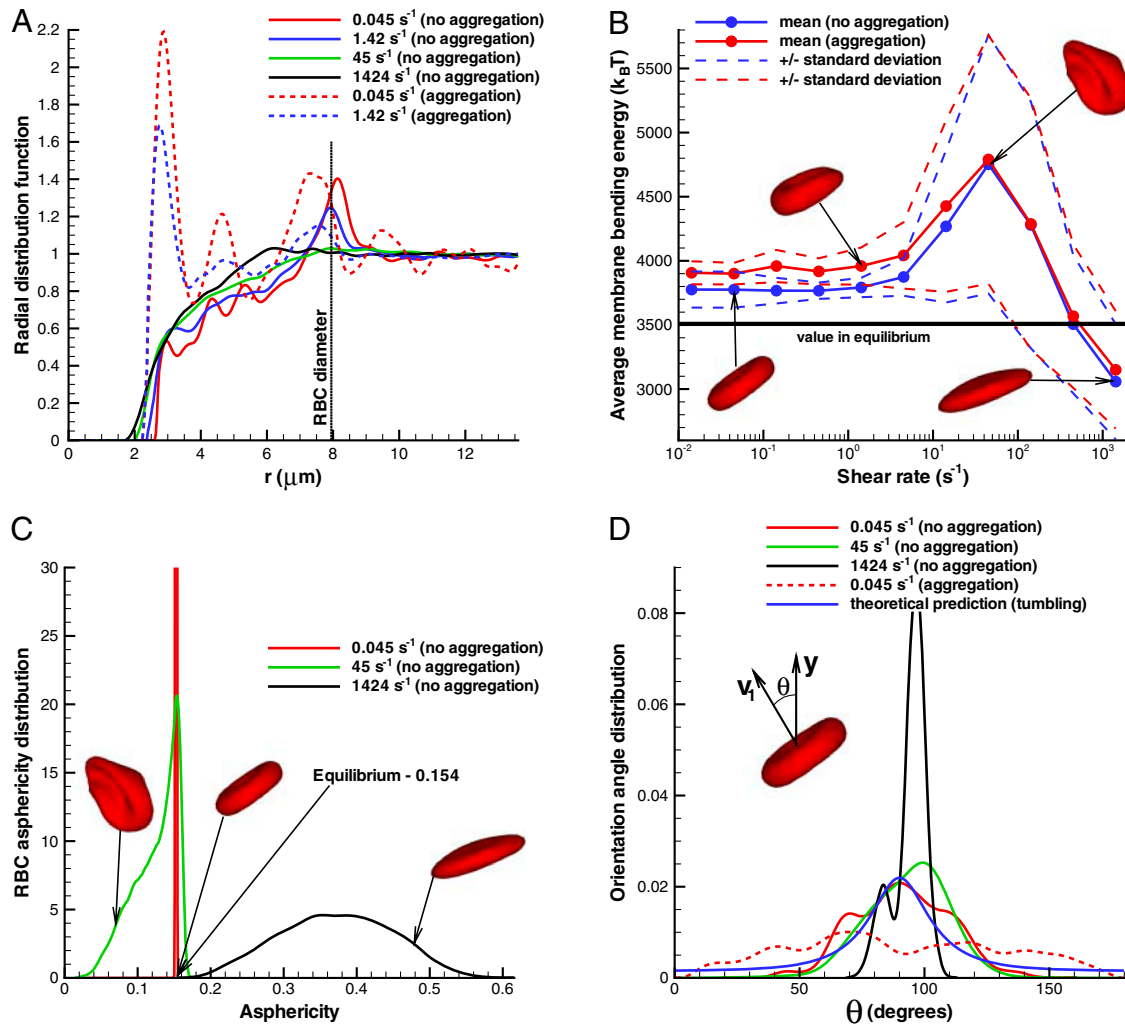 A
0.045 s⁻¹ (no aggregation)
1.42 s⁻¹ (no aggregation)
45 s⁻¹ (no aggregation)
1424 s⁻¹ (no aggregation)
0.045 s⁻¹ (aggregation)
1.42 s⁻¹ (aggregation)
Radial distribution function
2.2
2
1.8
1.6
1.4
1.2
1
0.8
0.6
0.4
0.2
0
RBC diameter
0 2 4 6 8 10 12
r (μm)
B
mean (no aggregation)
mean (aggregation)
+/- standard deviation
+/- standard deviation
Average membrane bending energy (k_BT)
5500
5000
4500
4000
3500
3000
value in equilibrium
10⁻² 10⁻¹ 10⁰ 10¹ 10² 10³
Shear rate (s⁻¹)
C
0.045 s⁻¹ (no aggregation)
45 s⁻¹ (no aggregation)
1424 s⁻¹ (no aggregation)
RBC asphericity distribution
30
25
20
15
10
5
0
Equilibrium - 0.154
0 0.1 0.2 0.3 0.4 0.5 0.6
Asphericity
D
0.045 s⁻¹ (no aggregation)
45 s⁻¹ (no aggregation)
1424 s⁻¹ (no aggregation)
0.045 s⁻¹ (aggregation)
theoretical prediction (tumbling)
Orientation angle distribution
0.08
0.06
0.04
0.02
0
v₁ θ y
0 50 100 150
θ (degrees)